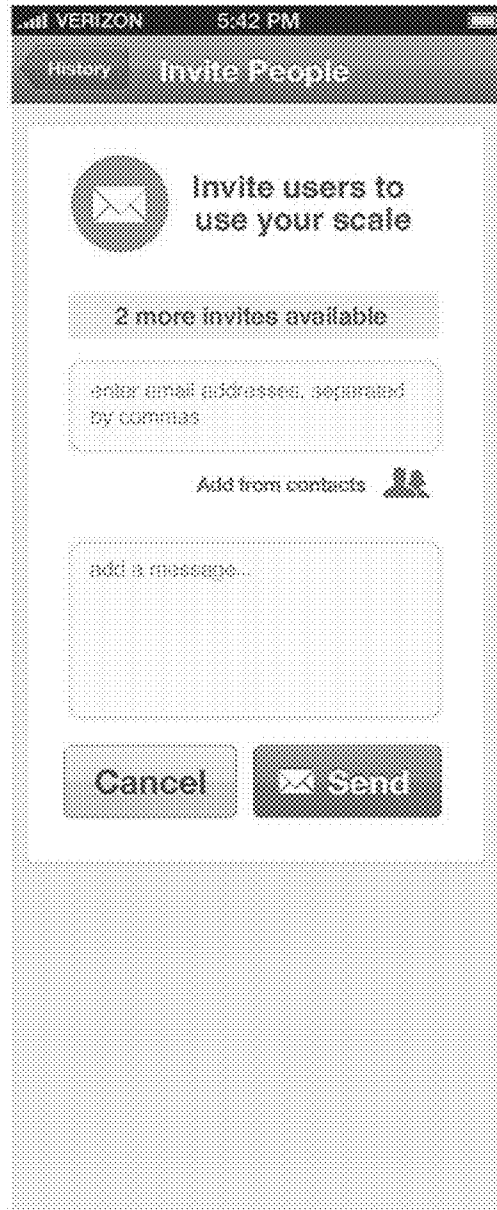 VERIZON 5:42 PM
History Invite People
Invite users to
use your scale
2 more invites available
enter email addresses, separated
by commas
Add from contacts
add a message...
Cancel Send